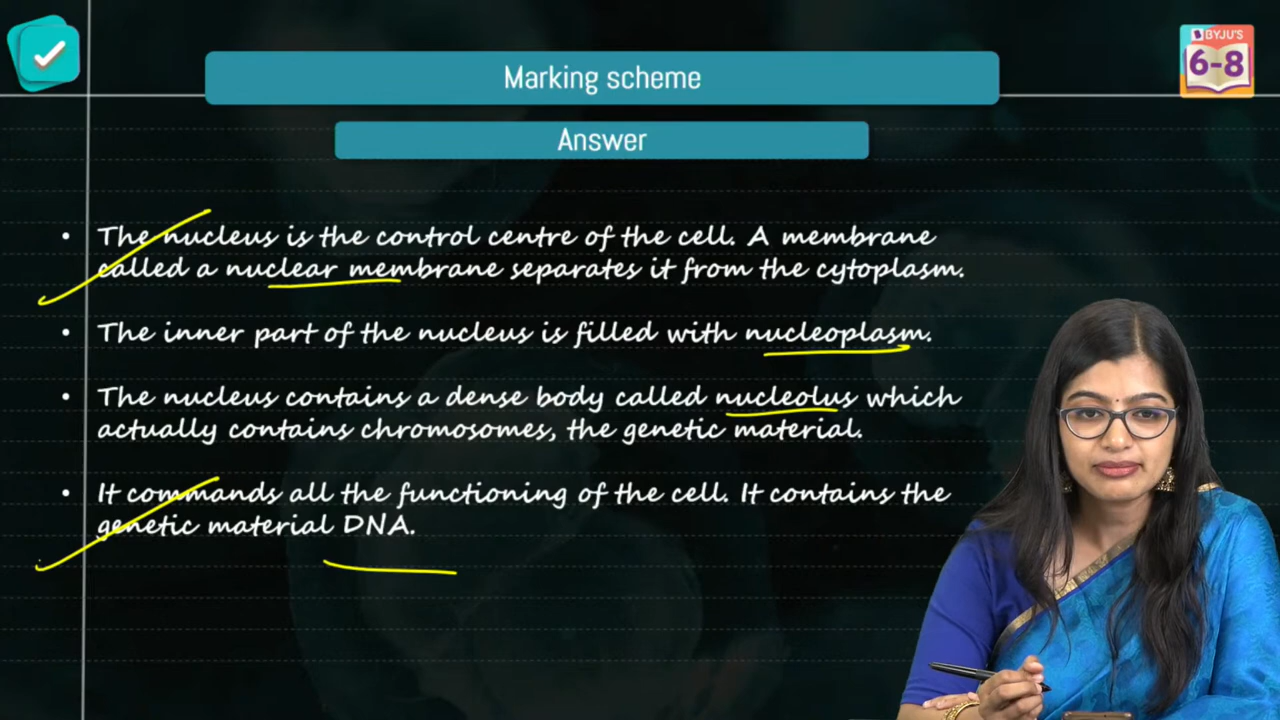 BYJU'S
6-8
Marking scheme
Answer
• The nucleus is the control centre of the cell. A membrane
called a nuclear membrane separates it from the cytoplasm.
• The inner part of the nucleus is filled with nucleoplasm.
• The nucleus contains a dense body called nucleolus which
actually contains chromosomes, the genetic material.
• It commands all the functioning of the cell. It contains the
genetic material DNA.